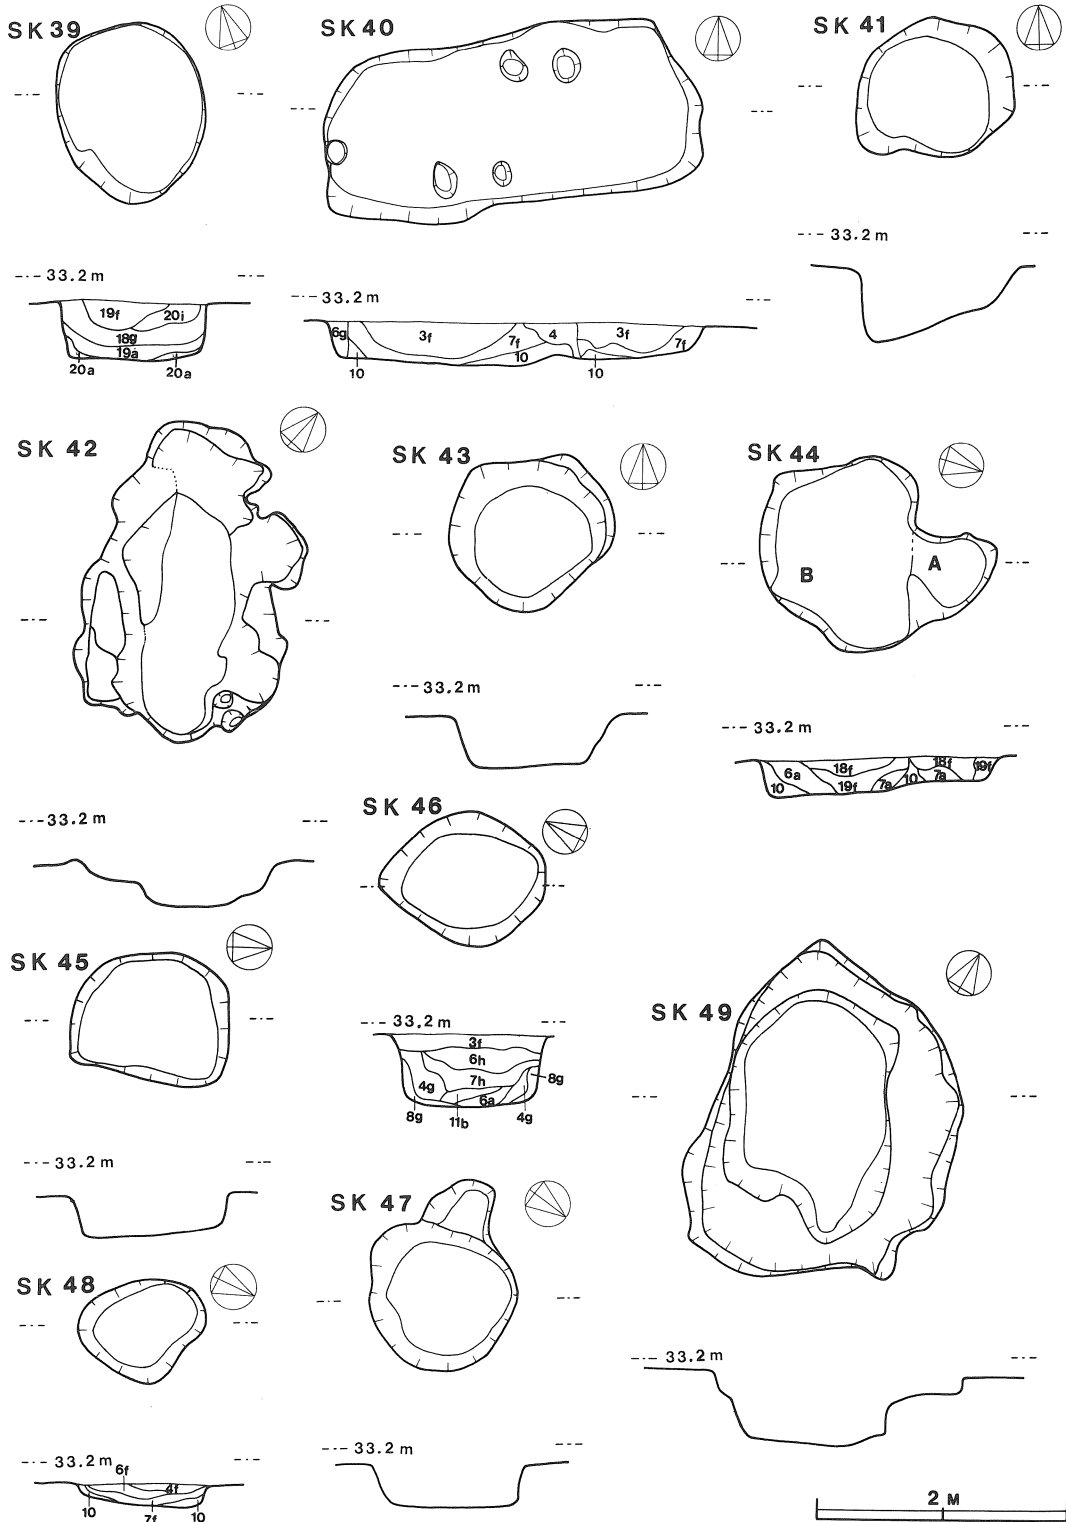 SK 39
SK 40
SK 41
33.2 m
19f
20i
18g
19a
20a
20a
33.2 m
6g
3f
7f
4
3f
7f
10
10
10
33.2 m
SK 42
SK 43
SK 44
A
B
33.2 m
33.2 m
6a
18f
18f
19f
10
19f
7a
10
7a
33.2 m
SK 46
SK 45
SK 49
33.2 m
3f
6h
7h
4g
8g
6a
8g
11b
4g
33.2 m
SK 47
SK 48
33.2 m
33.2 m
33.2 m
6f
4f
10
7f
10
2 M